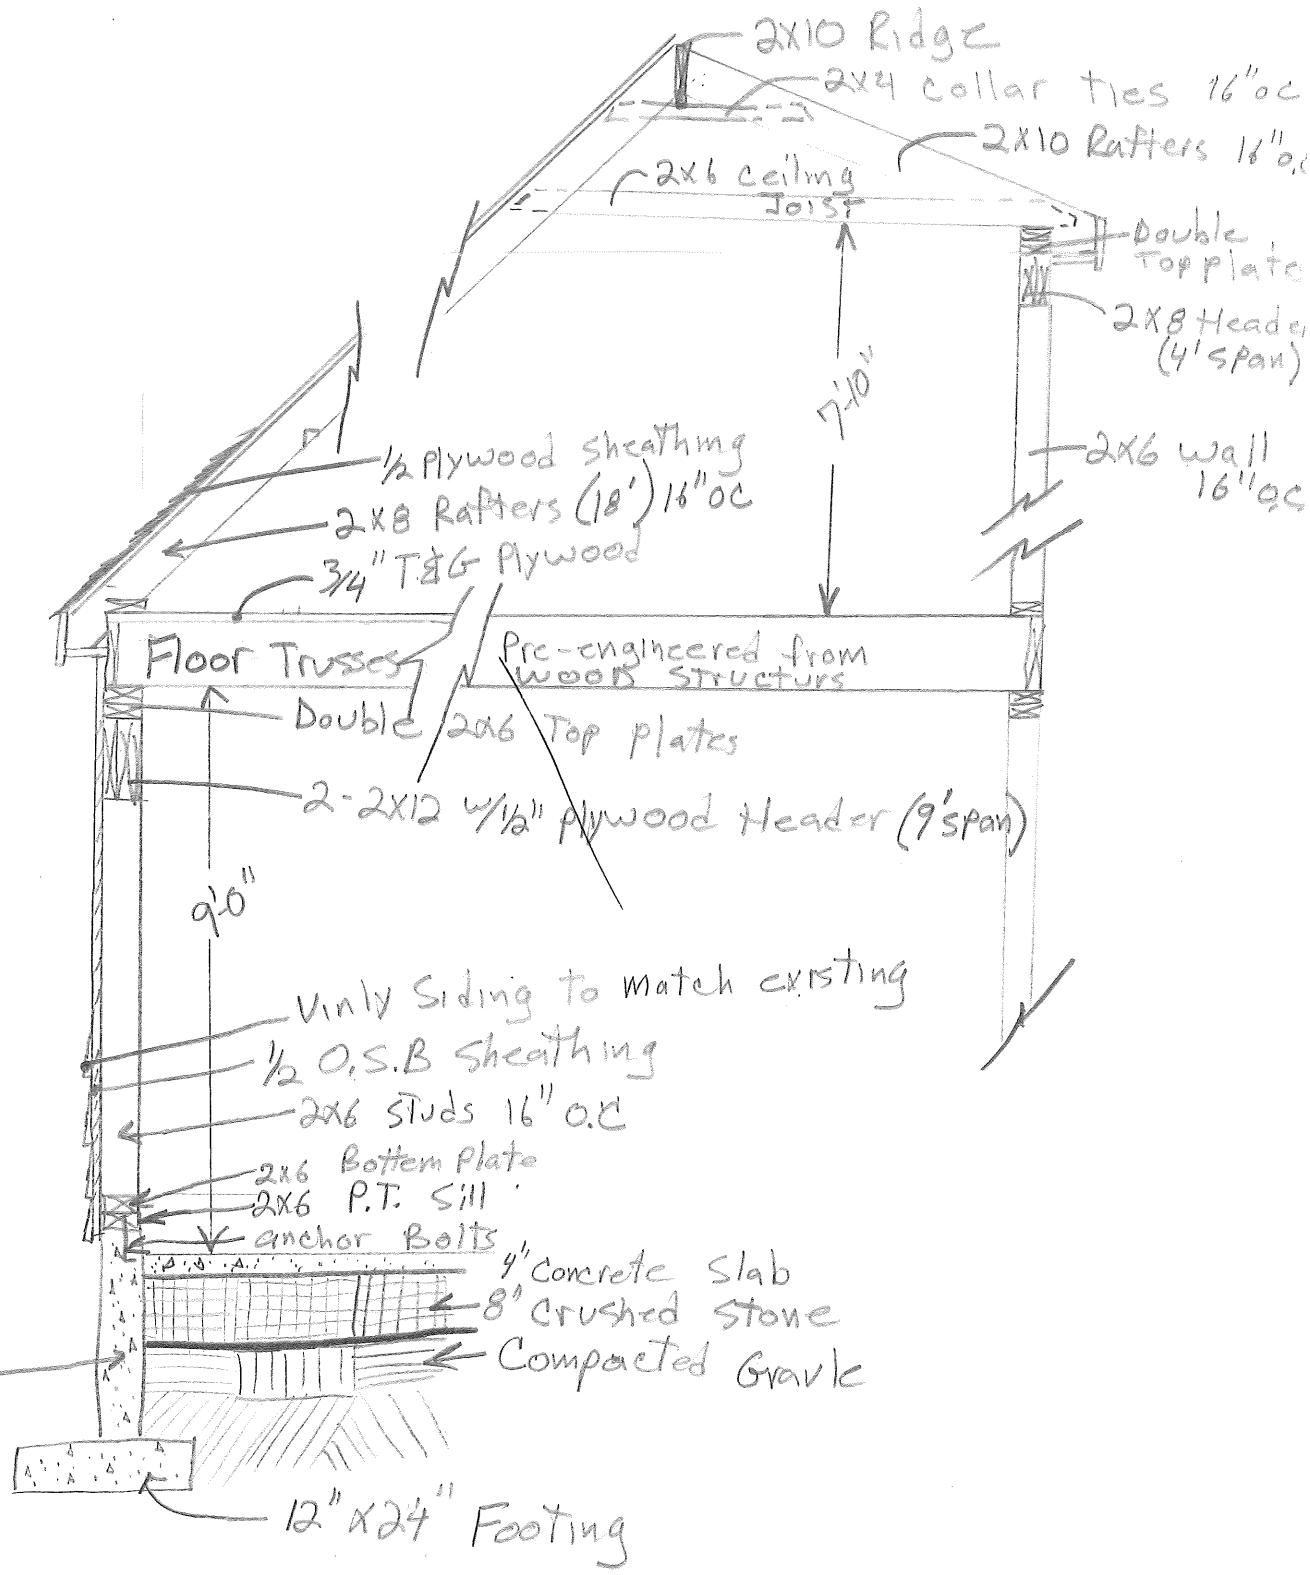 2x10 Ridge
2x4 collar ties 16" oc
2x10 Rafters 16" o.c
2x6 ceiling
Joist
Double
Top plate
2x8 Heade
(4' span)
7'-10"
2x6 wall
16" o.c
1/2 plywood sheathing
2x8 Rafters (18') 16" oc
3/4" T&G Plywood
Floor Trusses
Pre-engineered from
Wood Structurs
Double 2x6 Top plates
2-2x12 w/1/2" plywood Header (9' span)
9'-0"
Vinly Siding to match existing
1/2 O.S.B sheathing
2x6 studs 16" O.C
2x6 Bottem plate
2x6 P.T. Sill
anchor Bolts
4" concrete slab
8" crushed stone
Compacted Gravle
12" x 24" Footing